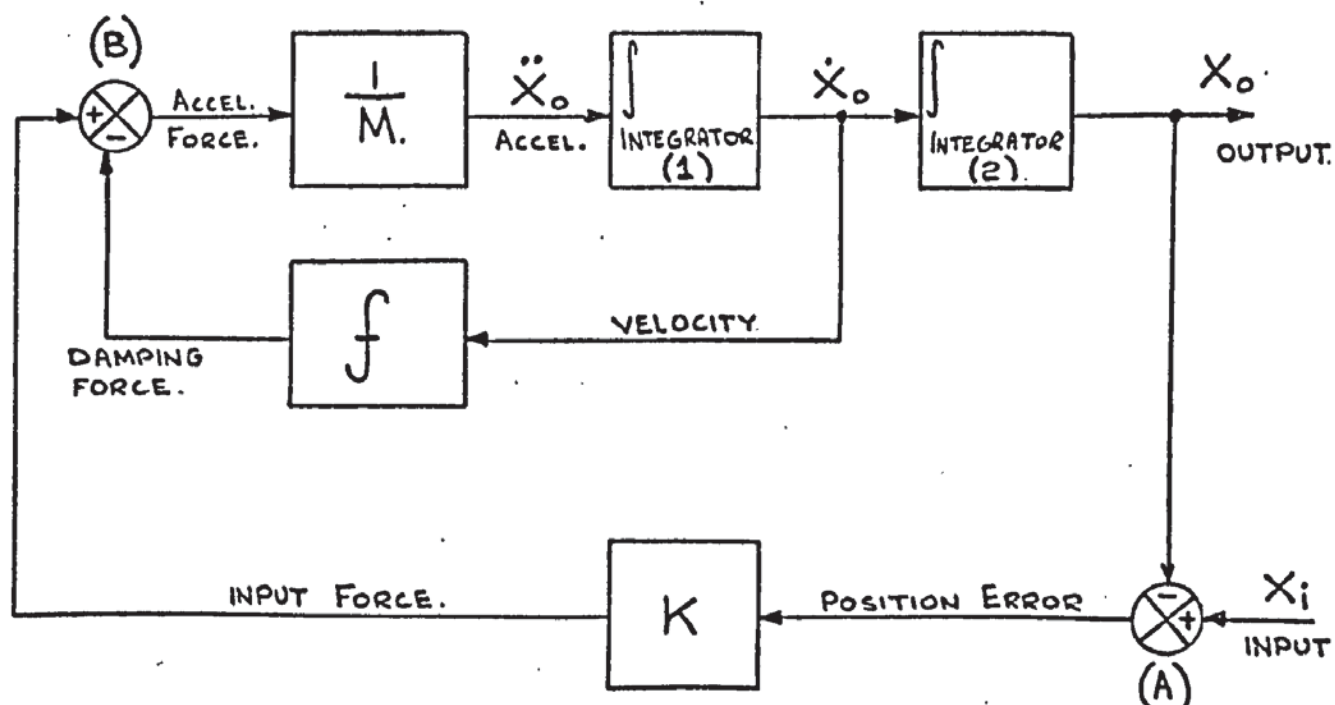 (B)
+
-
ACCEL.
FORCE.
1
M.
Ẍo
ACCEL.
∫
INTEGRATOR
(1)
Ẋo
∫
INTEGRATOR
(2).
Xo
OUTPUT.
DAMPING
FORCE.
f
VELOCITY.
INPUT FORCE.
K
POSITION ERROR
-
+
Xi
INPUT
(A)